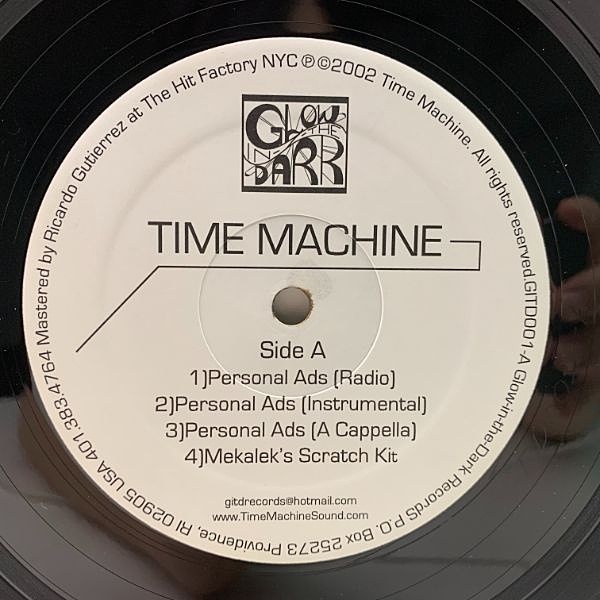 GLOW
IN THE
DARK
TIME MACHINE
Side A
1)Personal Ads (Radio)
2)Personal Ads (Instrumental)
3)Personal Ads (A Cappella)
4)Mekalek's Scratch Kit
gitdrecords@hotmail.com
www.TimeMachineSound.com
Mastered by Ricardo Gutierrez at The Hit Factory NYC ℗©2002 Time Machine. All rights reserved.GITD001-A Glow-in-the-Dark Records P.O. Box 25273 Providence, RI 02905 USA 401.383.4764